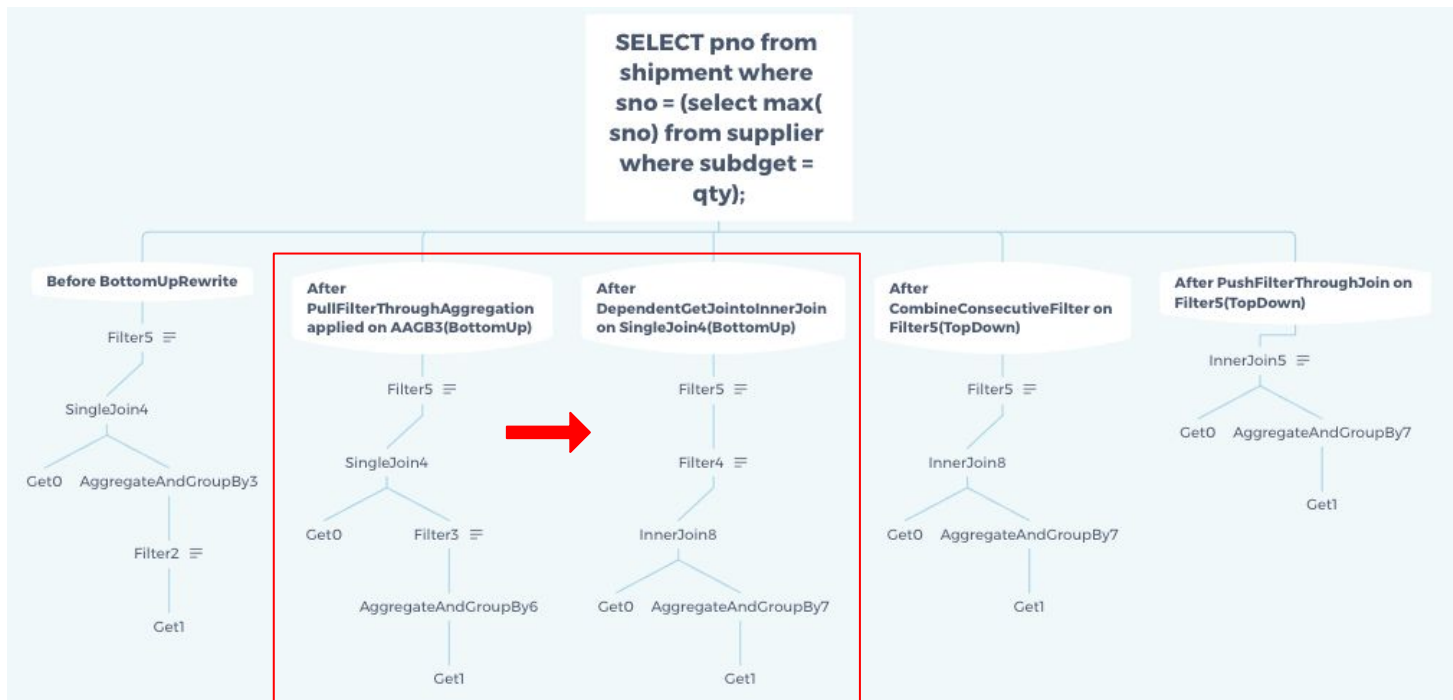 SELECT pno from
shipment where
sno = (select max(
sno) from supplier
where subdget =
qty);
Before BottomUpRewrite
Filter5
SingleJoin4
Get0 AggregateAndGroupBy3
Filter2
Get1
After
PullFilterThroughAggregation
applied on AAGB3(BottomUp)
Filter5
SingleJoin4
Get0 Filter3
AggregateAndGroupBy6
Get1
After
DependentGetJointoInnerJoin
on SingleJoin4(BottomUp)
Filter5
Filter4
InnerJoin8
Get0 AggregateAndGroupBy7
Get1
After
CombineConsecutiveFilter on
Filter5(TopDown)
Filter5
InnerJoin8
Get0 AggregateAndGroupBy7
Get1
After PushFilterThroughJoin on
Filter5(TopDown)
InnerJoin5
Get0 AggregateAndGroupBy7
Get1